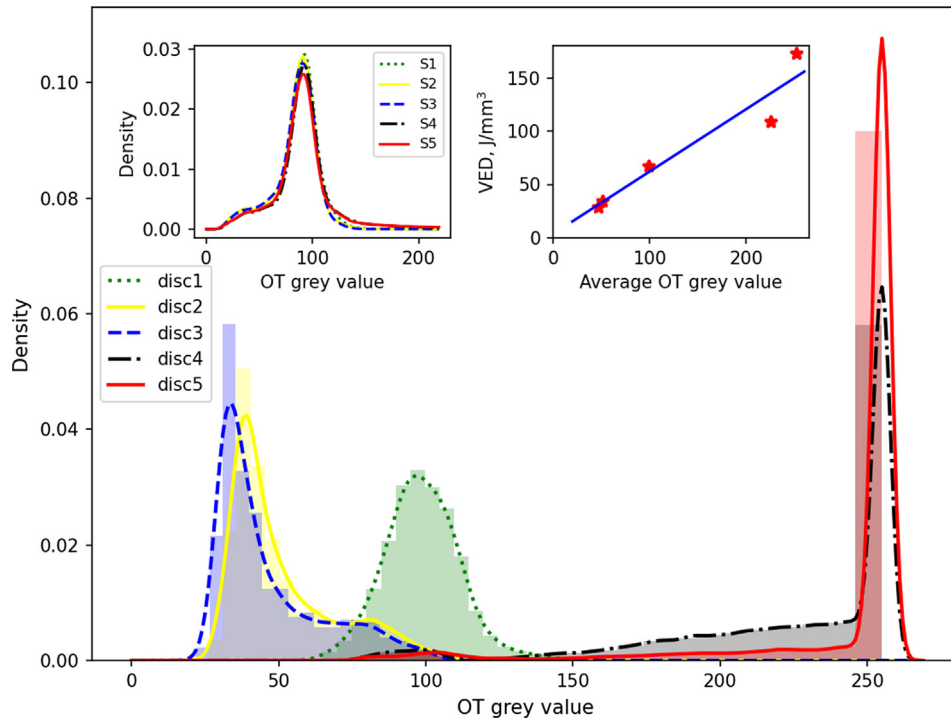 0.10
0.08
0.06
0.04
0.02
0.00
Density
0
50
100
150
200
250
OT grey value
disc1
disc2
disc3
disc4
disc5
0.03
0.02
0.01
0.00
Density
0
100
200
OT grey value
S1
S2
S3
S4
S5
150
100
50
0
VED, J/mm³
0
100
200
Average OT grey value